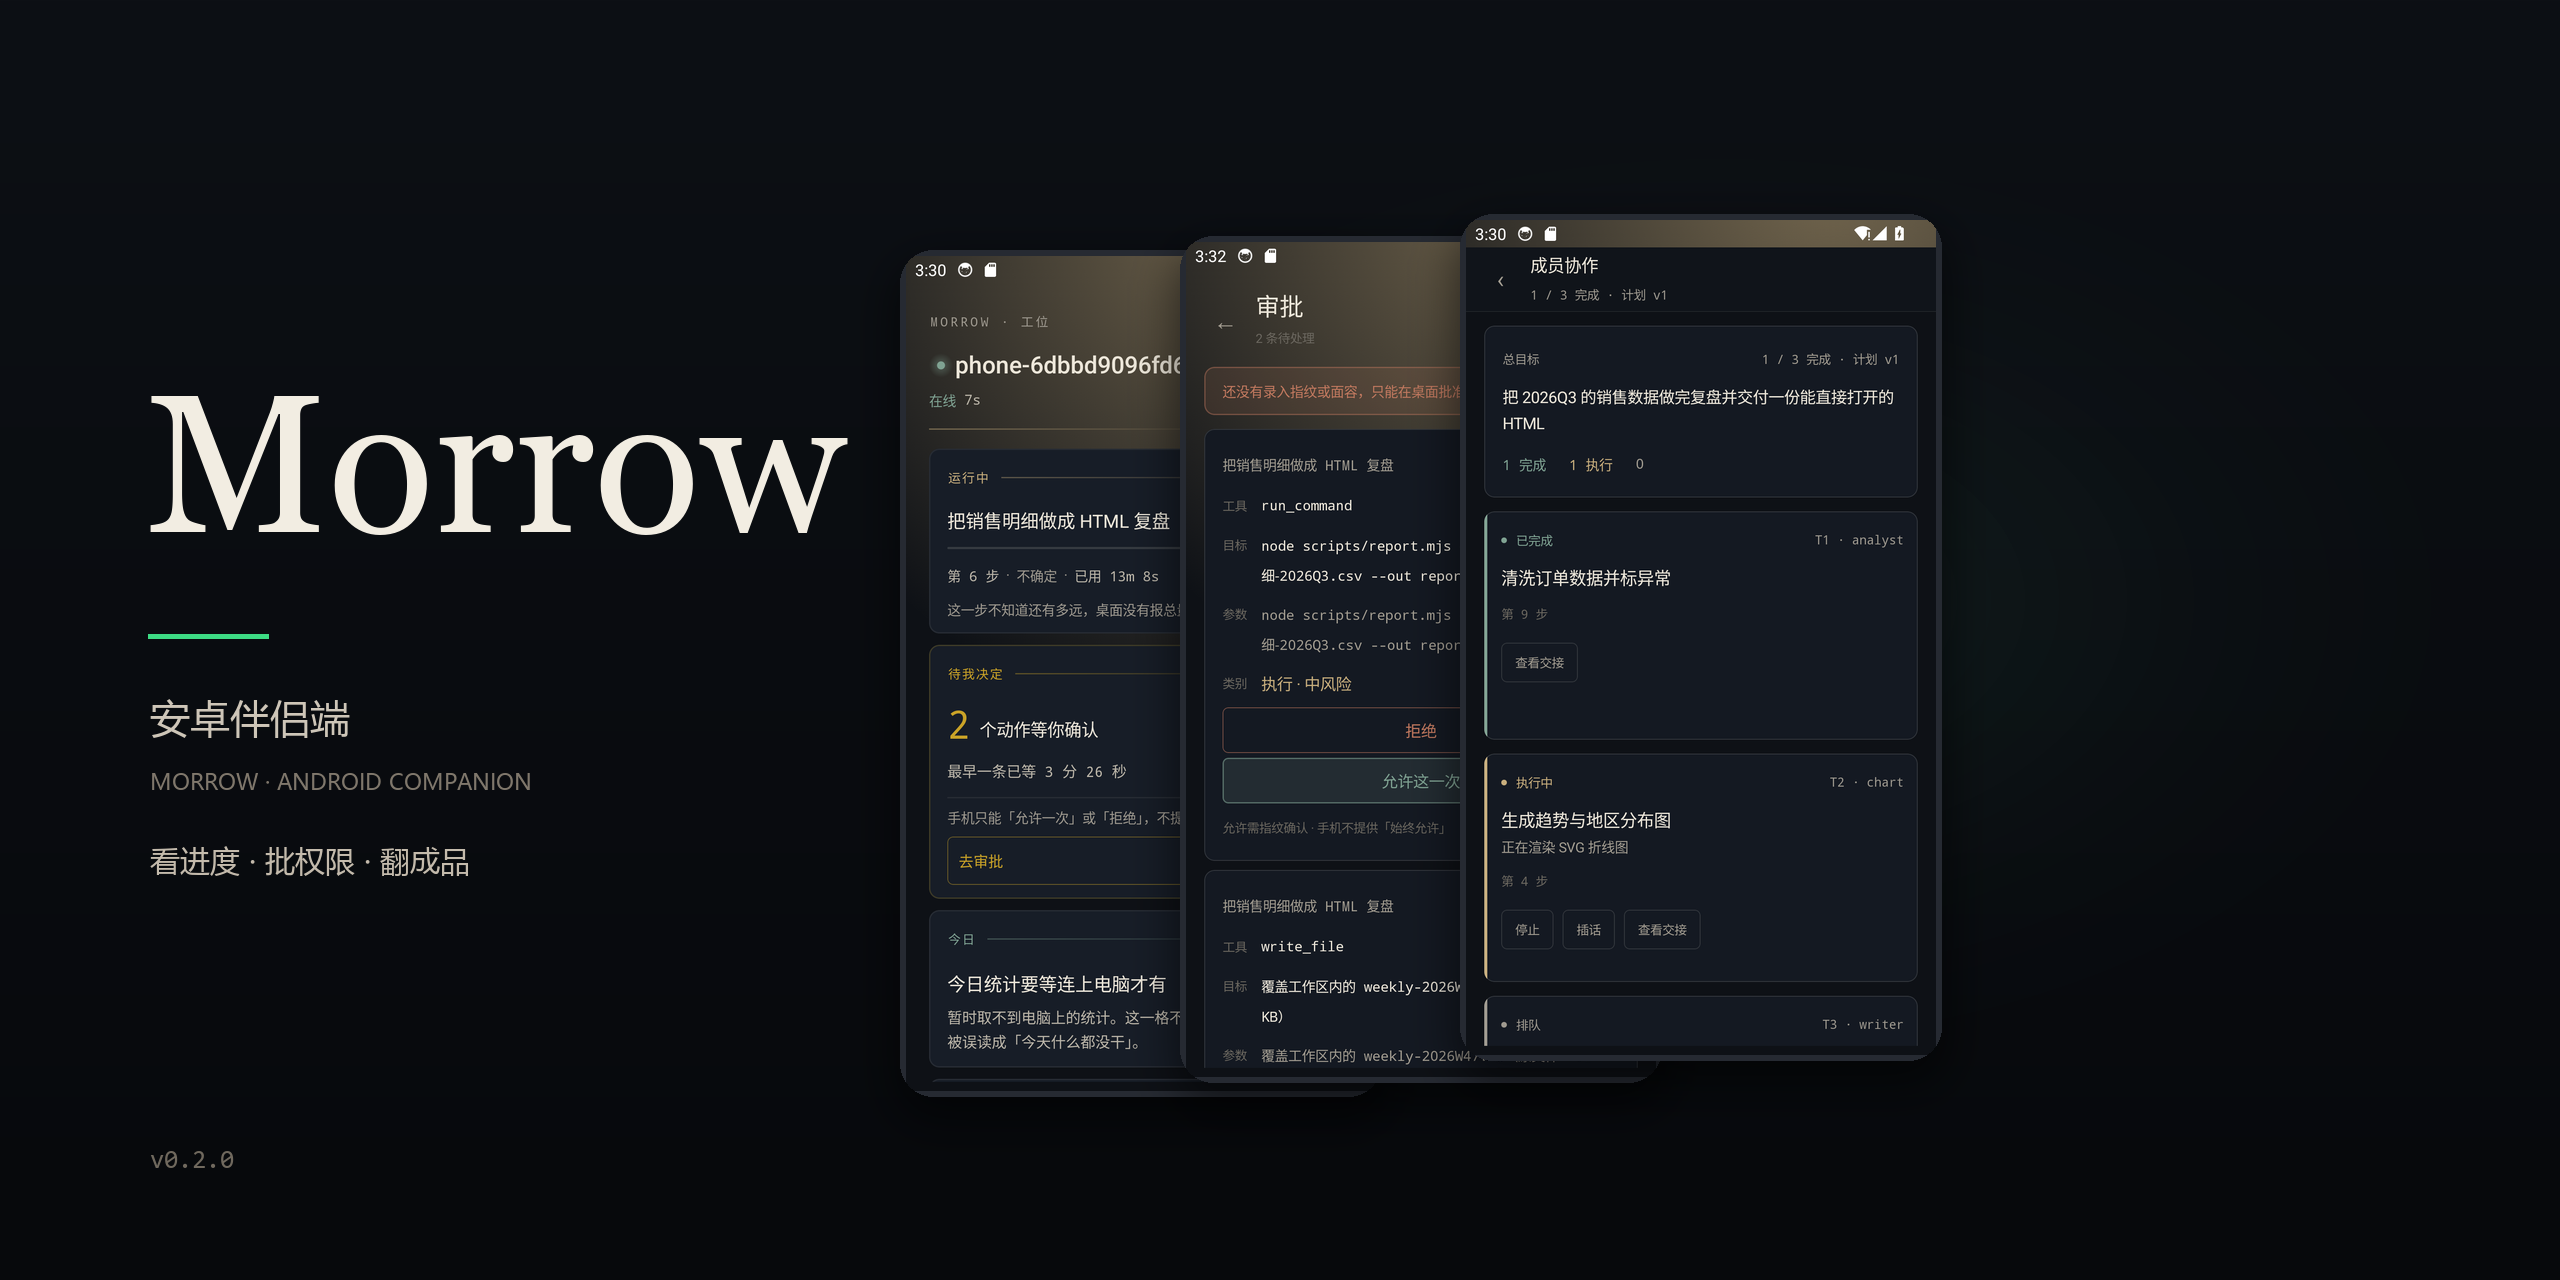 Morrow
安卓伴侣端
MORROW · ANDROID COMPANION
看进度 · 批权限 · 翻成品
v0.2.0
3:30
MORROW · 工位
phone-6dbbd9096fd6
在线 7s
运行中
把销售明细做成 HTML 复盘
第 6 步 · 不确定 · 已用 13m 8s
这一步不知道还有多远，桌面没有报总
待我决定
2 个动作等你确认
最早一条已等 3 分 26 秒
手机只能「允许一次」或「拒绝」，不提
去审批
今日
今日统计要等连上电脑才有
暂时取不到电脑上的统计。这一格不
被误读成「今天什么都没干」。
3:32
审批
2 条待处理
还没有录入指纹或面容，只能在桌面批准
把销售明细做成 HTML 复盘
工具 run_command
目标 node scripts/report.mjs
细-2026Q3.csv --out repor
参数 node scripts/report.mjs
细-2026Q3.csv --out repor
类别 执行 · 中风险
拒绝
允许这一次
允许需指纹确认 · 手机不提供「始终允许」
把销售明细做成 HTML 复盘
工具 write_file
目标 覆盖工作区内的 weekly-2026W
KB）
参数 覆盖工作区内的 weekly-2026W47
3:30
成员协作
1 / 3 完成 · 计划 v1
总目标 1 / 3 完成 · 计划 v1
把 2026Q3 的销售数据做完复盘并交付一份能直接打开的
HTML
1 完成 1 执行 0
已完成 T1 · analyst
清洗订单数据并标异常
第 9 步
查看交接
执行中 T2 · chart
生成趋势与地区分布图
正在渲染 SVG 折线图
第 4 步
停止 插话 查看交接
排队 T3 · writer